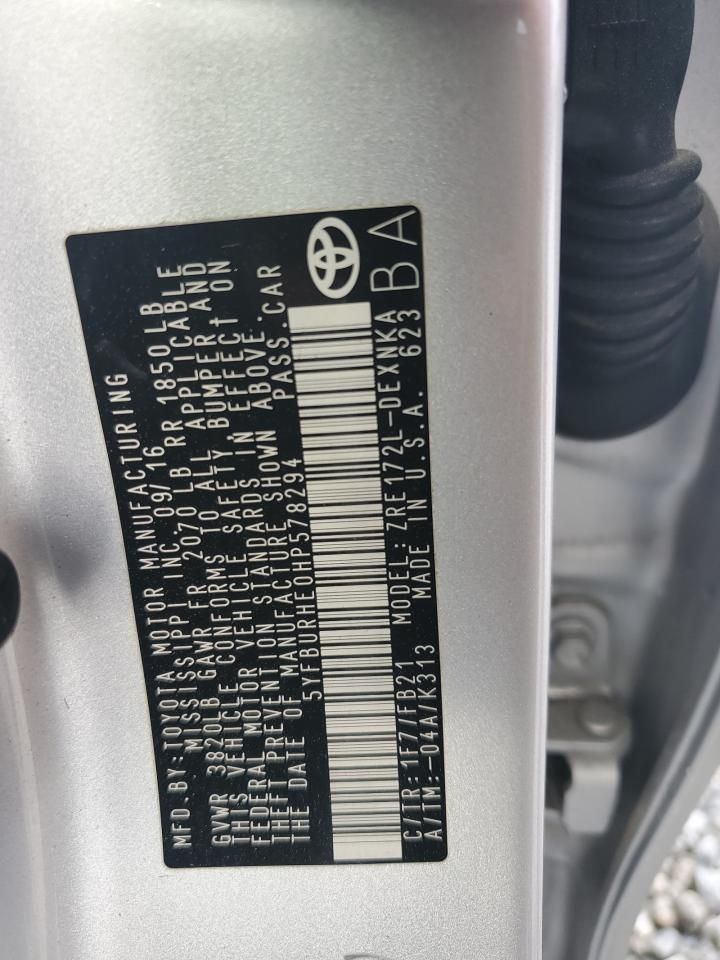 MFD.BY:TOYOTA MOTOR MANUFACTURING
MISSISSIPPI INC. 09/16
GVWR 3820LB GAWR FR 2070 LB RR 1850 LB
THIS VEHICLE CONFORMS TO ALL APPLICABLE
FEDERAL MOTOR VEHICLE SAFETY, BUMPER AND
THEFT PREVENTION STANDARDS IN EFFECT ON
THE DATE OF MANUFACTURE SHOWN ABOVE.
5YFBURHE0HP578294 PASS.CAR
C/TR:1F7/FB21 MODEL:ZRE172L-DEXNKA
A/TM:-04A/K313 MADE IN U.S.A. 623
BA